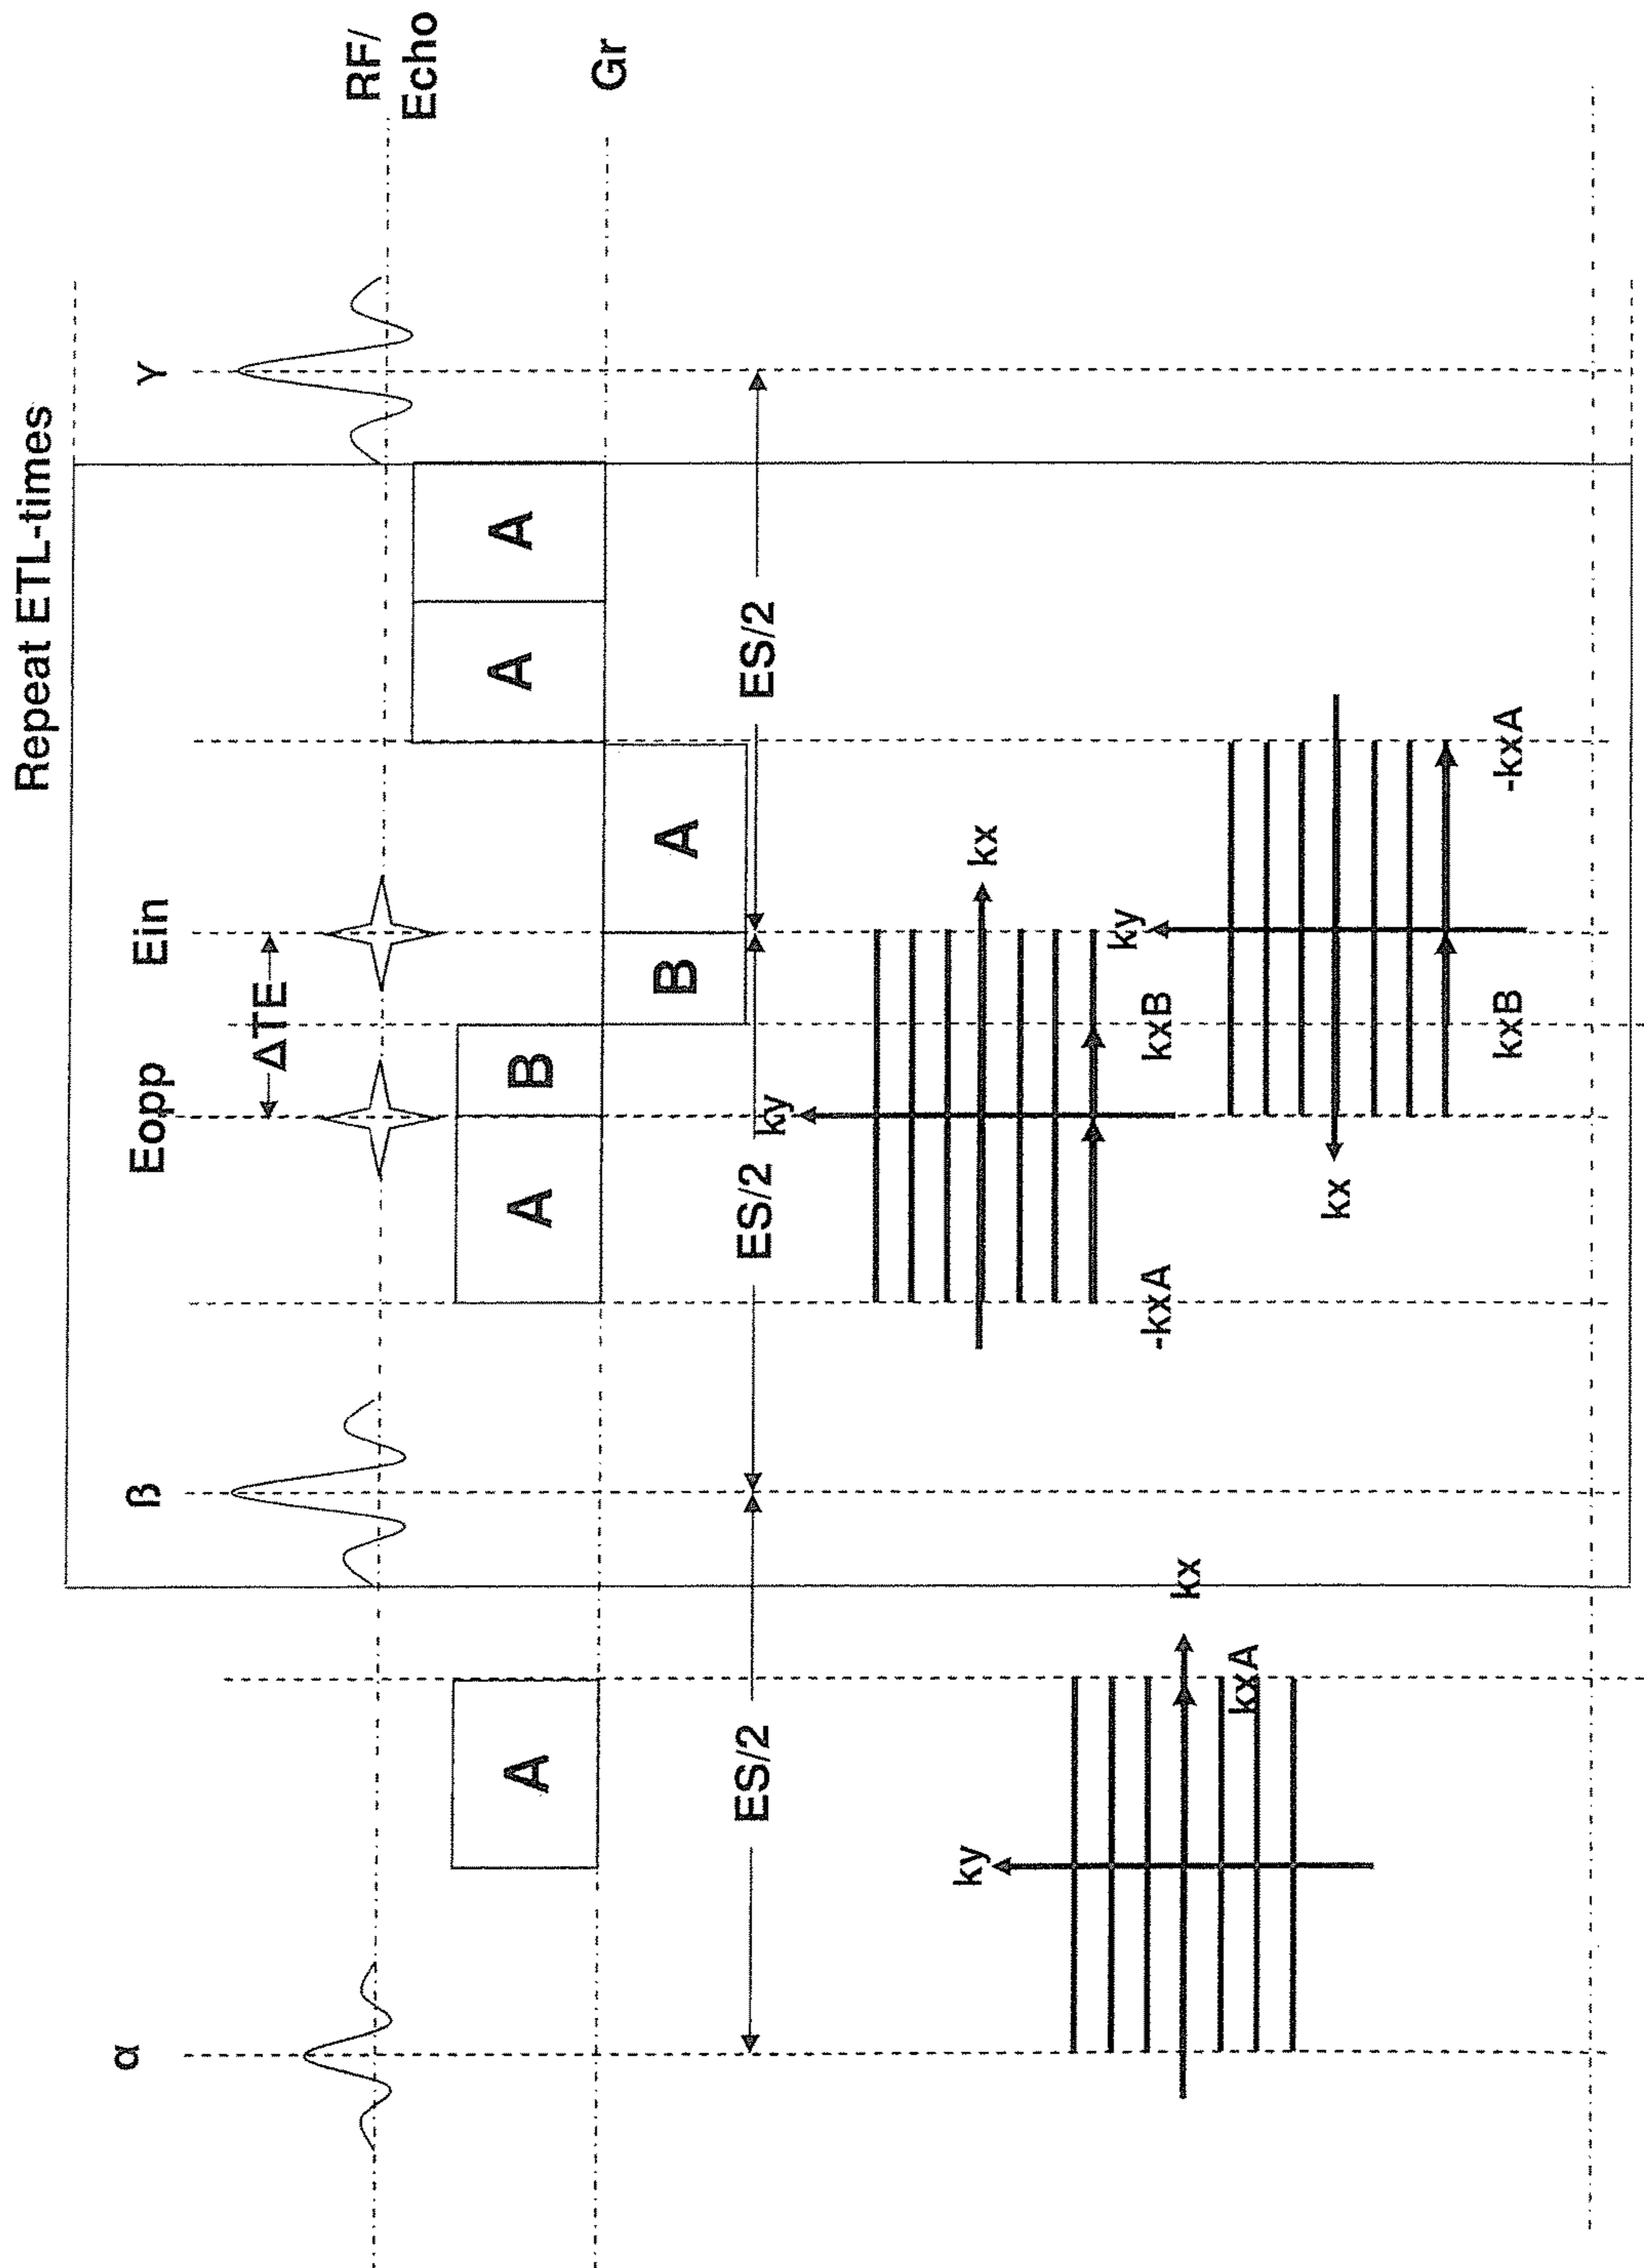 Repeat ETL-times
α
ß
Eopp
Ein
γ
ΔTE
RF/
Echo
A
A
B
A
A
Gr
B
A
ES/2
ES/2
ES/2
ky
kx
-kxA
kxB
ky
kx
kxA
ky
kx
kxB
-kxA